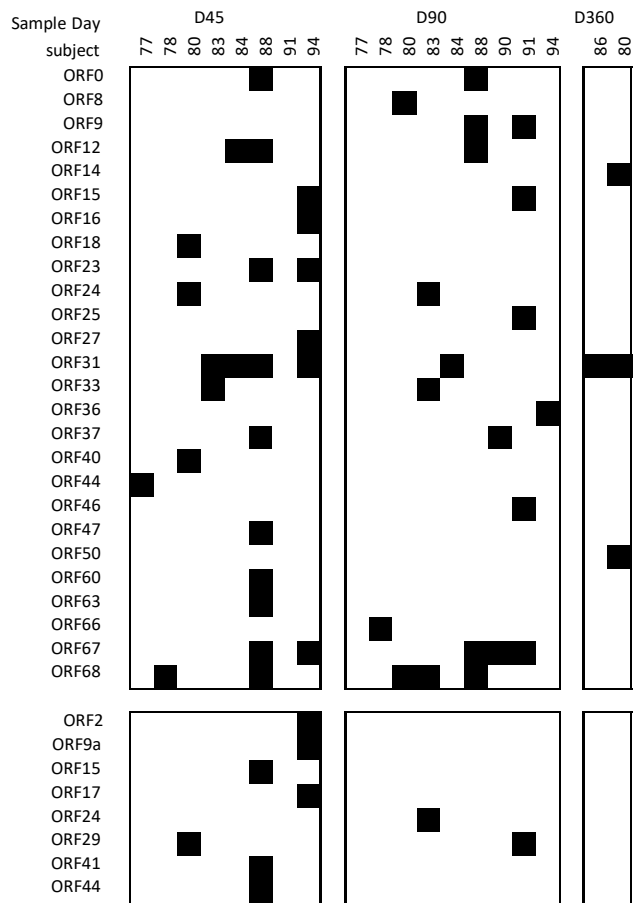 Sample Day D45 D90 D360
subject 77 78 80 83 84 88 91 94 77 78 80 83 84 88 90 91 94 86 80
ORF0
ORF8
ORF9
ORF12
ORF14
ORF15
ORF16
ORF18
ORF23
ORF24
ORF25
ORF27
ORF31
ORF33
ORF36
ORF37
ORF40
ORF44
ORF46
ORF47
ORF50
ORF60
ORF63
ORF66
ORF67
ORF68
ORF2
ORF9a
ORF15
ORF17
ORF24
ORF29
ORF41
ORF44